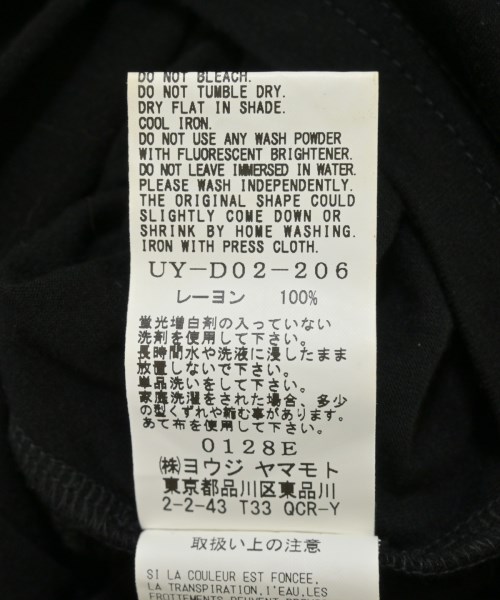 DO NOT BLEACH.
DO NOT TUMBLE DRY.
DRY FLAT IN SHADE.
COOL IRON.
DO NOT USE ANY WASH POWDER
WITH FLUORESCENT BRIGHTENER.
DO NOT LEAVE IMMERSED IN WATER.
PLEASE WASH INDEPENDENTLY.
THE ORIGINAL SHAPE COULD
SLIGHTLY COME DOWN OR
SHRINK BY HOME WASHING.
IRON WITH PRESS CLOTH.
UY-D02-206
レーヨン 100%
蛍光増白剤の入っていない
洗剤を使用して下さい。
長時間水や洗液に浸したまま
放置しないで下さい。
単品洗いをして下さい。
家庭洗濯をされた場合、多少
の型くずれや縮む事があります。
あて布を使用して下さい。
0128E
㈱ヨウジ ヤマモト
東京都品川区東品川
2-2-43 T33 QCR-Y
取扱い上の注意
SI LA COULEUR EST FONCEE,
LA TRANSPIRATION, l'EAU, LES
FROTTEMENTS PEUVENT